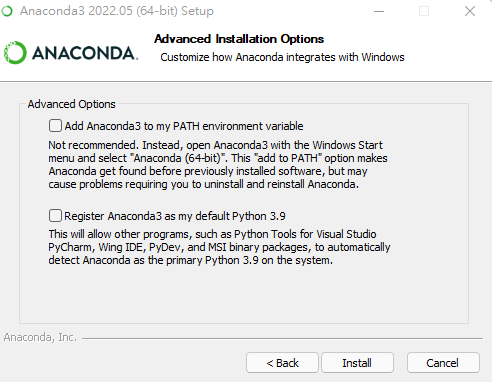 Anaconda3 2022.05 (64-bit) Setup
ANACONDA.
Advanced Installation Options
Customize how Anaconda integrates with Windows
Advanced Options
Add Anaconda3 to my PATH environment variable
Not recommended. Instead, open Anaconda3 with the Windows Start
menu and select "Anaconda (64-bit)". This "add to PATH" option makes
Anaconda get found before previously installed software, but may
cause problems requiring you to uninstall and reinstall Anaconda.
Register Anaconda3 as my default Python 3.9
This will allow other programs, such as Python Tools for Visual Studio
PyCharm, Wing IDE, PyDev, and MSI binary packages, to automatically
detect Anaconda as the primary Python 3.9 on the system.
Anaconda, Inc.
< Back
Install
Cancel